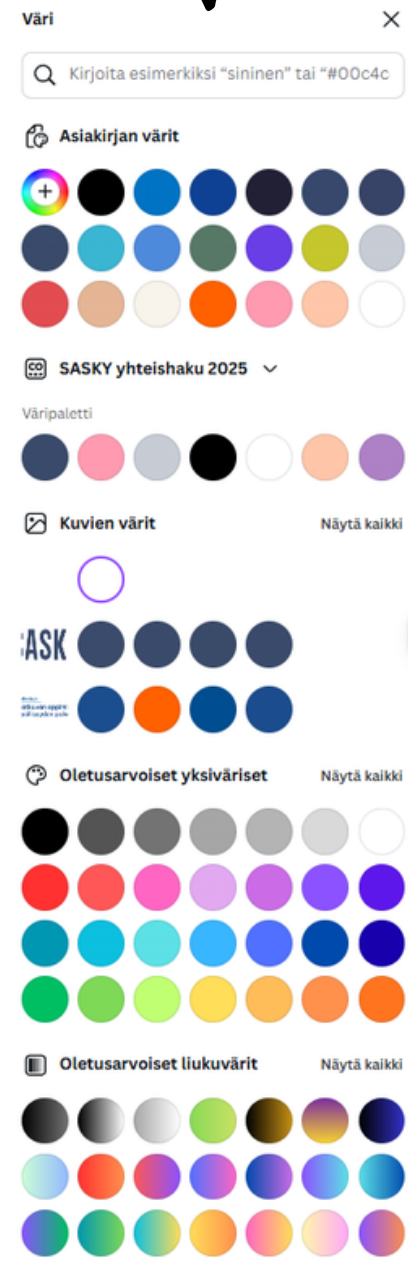 Väri
Kirjoita esimerkiksi “sininen” tai “#00c4c
Asiakirjan värit
SASKY yhteishaku 2025
Väripaletti
Kuvien värit
Näytä kaikki
ASK
Oletusarvoiset yksiväriset
Näytä kaikki
Oletusarvoiset liukuvärit
Näytä kaikki